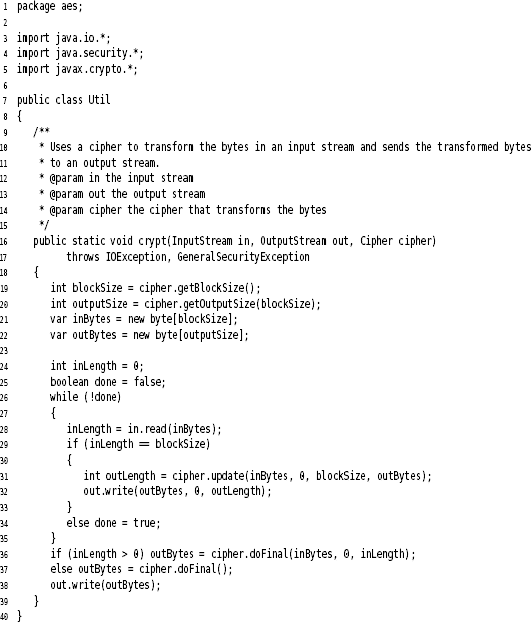 1 package aes;
2
3 import java.io.*;
4 import java.security.*;
5 import javax.crypto.*;
6
7 public class Util
8 {
9    /**
10     * Uses a cipher to transform the bytes in an input stream and sends the transformed bytes
11     * to an output stream.
12     * @param in the input stream
13     * @param out the output stream
14     * @param cipher the cipher that transforms the bytes
15     */
16    public static void crypt(InputStream in, OutputStream out, Cipher cipher)
17          throws IOException, GeneralSecurityException
18    {
19       int blockSize = cipher.getBlockSize();
20       int outputSize = cipher.getOutputSize(blockSize);
21       var inBytes = new byte[blockSize];
22       var outBytes = new byte[outputSize];
23
24       int inLength = 0;
25       boolean done = false;
26       while (!done)
27       {
28          inLength = in.read(inBytes);
29          if (inLength == blockSize)
30          {
31             int outLength = cipher.update(inBytes, 0, blockSize, outBytes);
32             out.write(outBytes, 0, outLength);
33          }
34          else done = true;
35       }
36       if (inLength > 0) outBytes = cipher.doFinal(inBytes, 0, inLength);
37       else outBytes = cipher.doFinal();
38       out.write(outBytes);
39    }
40 }